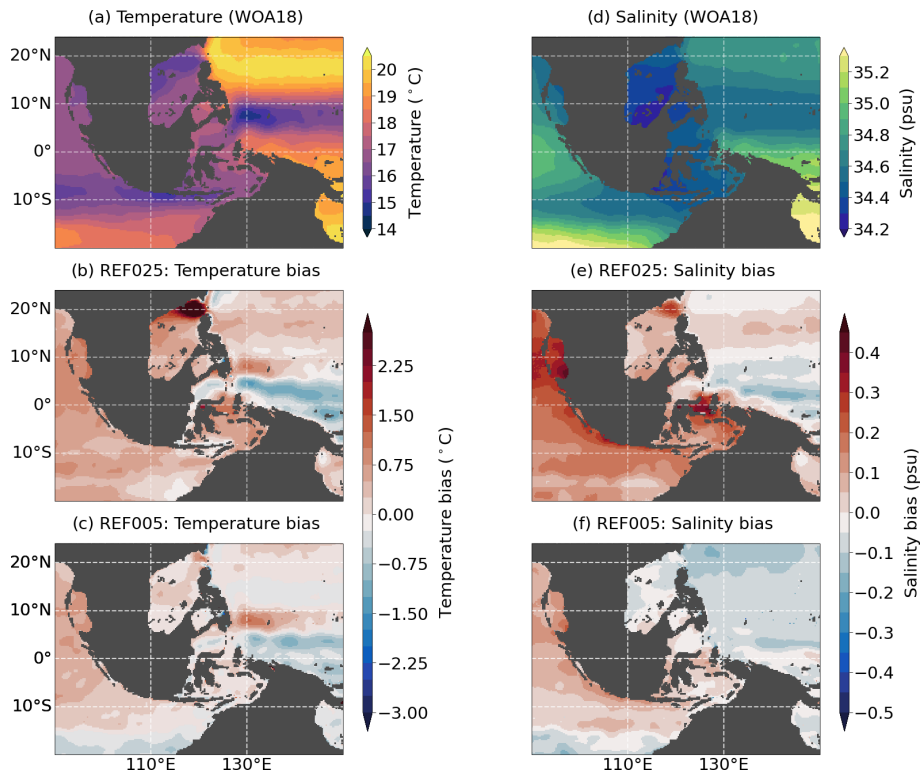 (a) Temperature (WOA18)
20°N
10°N
0°
10°S
20
19
18
17
16
15
14
Temperature (°C)
(d) Salinity (WOA18)
35.2
35.0
34.8
34.6
34.4
34.2
Salinity (psu)
(b) REF025: Temperature bias
20°N
10°N
0°
10°S
(e) REF025: Salinity bias
(c) REF005: Temperature bias
20°N
10°N
0°
10°S
110°E
130°E
2.25
1.50
0.75
0.00
−0.75
−1.50
−2.25
−3.00
Temperature bias (°C)
(f) REF005: Salinity bias
110°E
130°E
0.4
0.3
0.2
0.1
0.0
−0.1
−0.2
−0.3
−0.4
−0.5
Salinity bias (psu)